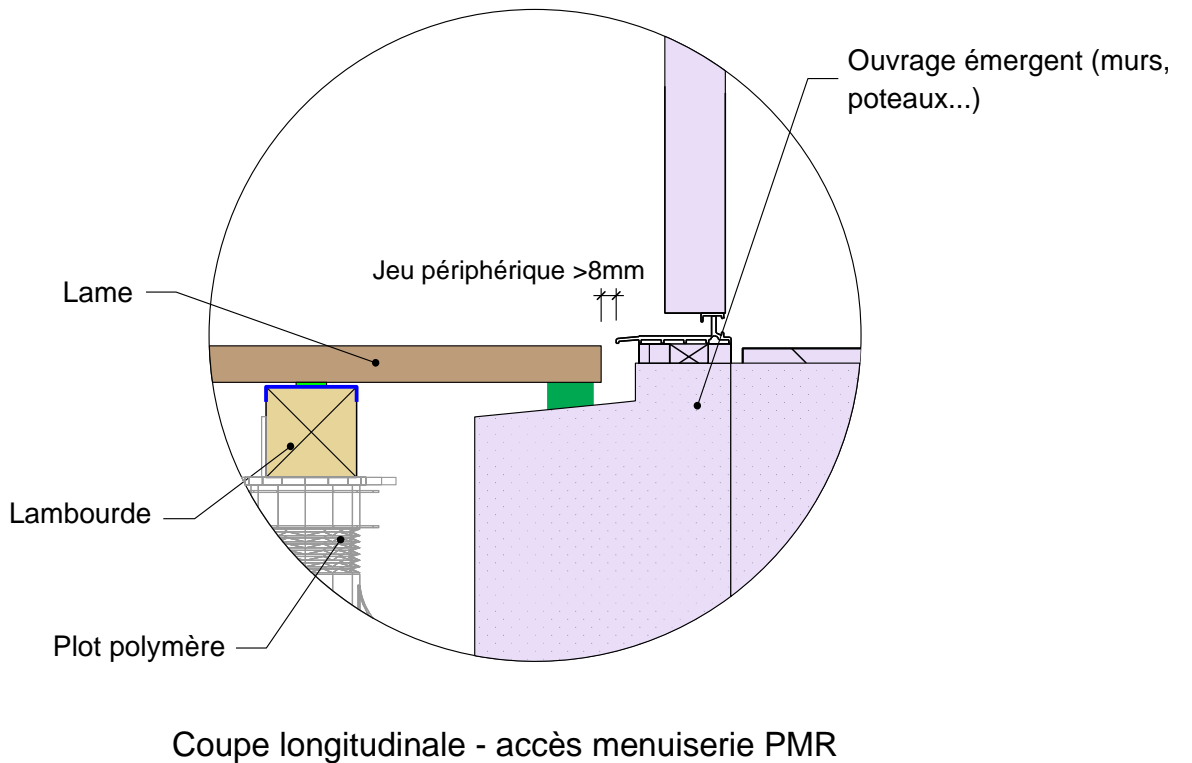 Ouvrage émergent (murs,
poteaux...)
Jeu périphérique >8mm
Lame
Lambourde
Plot polymère
Coupe longitudinale - accès menuiserie PMR